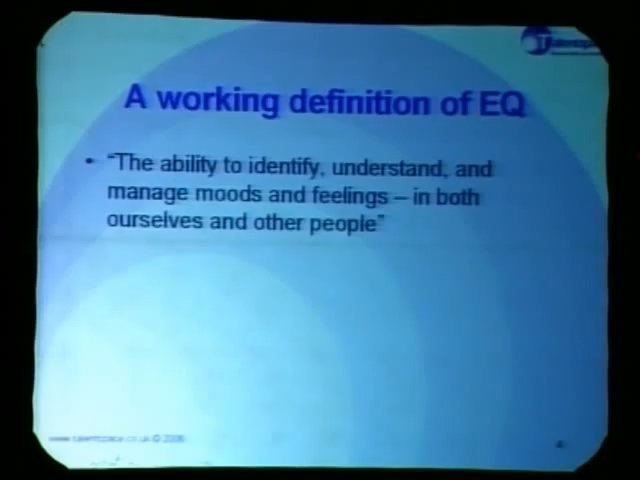 A working definition of EQ
• "The ability to identify, understand, and
manage moods and feelings – in both
ourselves and other people"